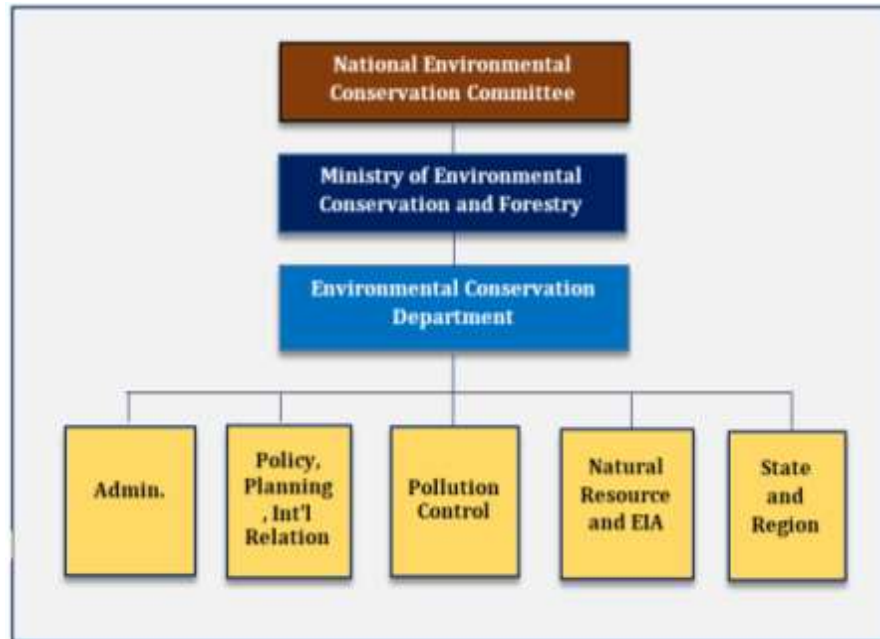 National Environmental
Conservation Committee
Ministry of Environmental
Conservation and Forestry
Environmental Conservation
Department
Admin.
Policy,
Planning
, Int'l
Relation
Pollution
Control
Natural
Resource
and EIA
State
and
Region